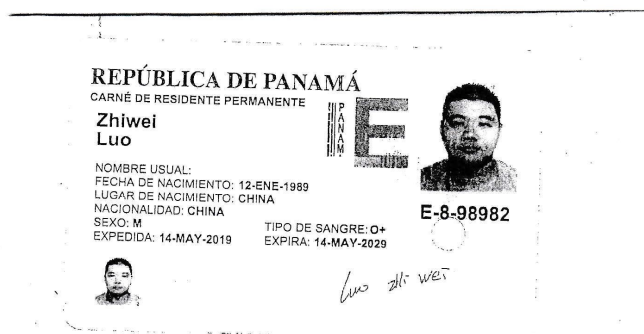 REPÚBLICA DE PANAMÁ
CARNÉ DE RESIDENTE PERMANENTE
Zhiwei
Luo
PANAM
E
NOMBRE USUAL:
FECHA DE NACIMIENTO: 12-ENE-1989
LUGAR DE NACIMIENTO: CHINA
NACIONALIDAD: CHINA
SEXO: M
TIPO DE SANGRE: O+
EXPEDIDA: 14-MAY-2019
EXPIRA: 14-MAY-2029
E-8-98982
Luo zhi wei